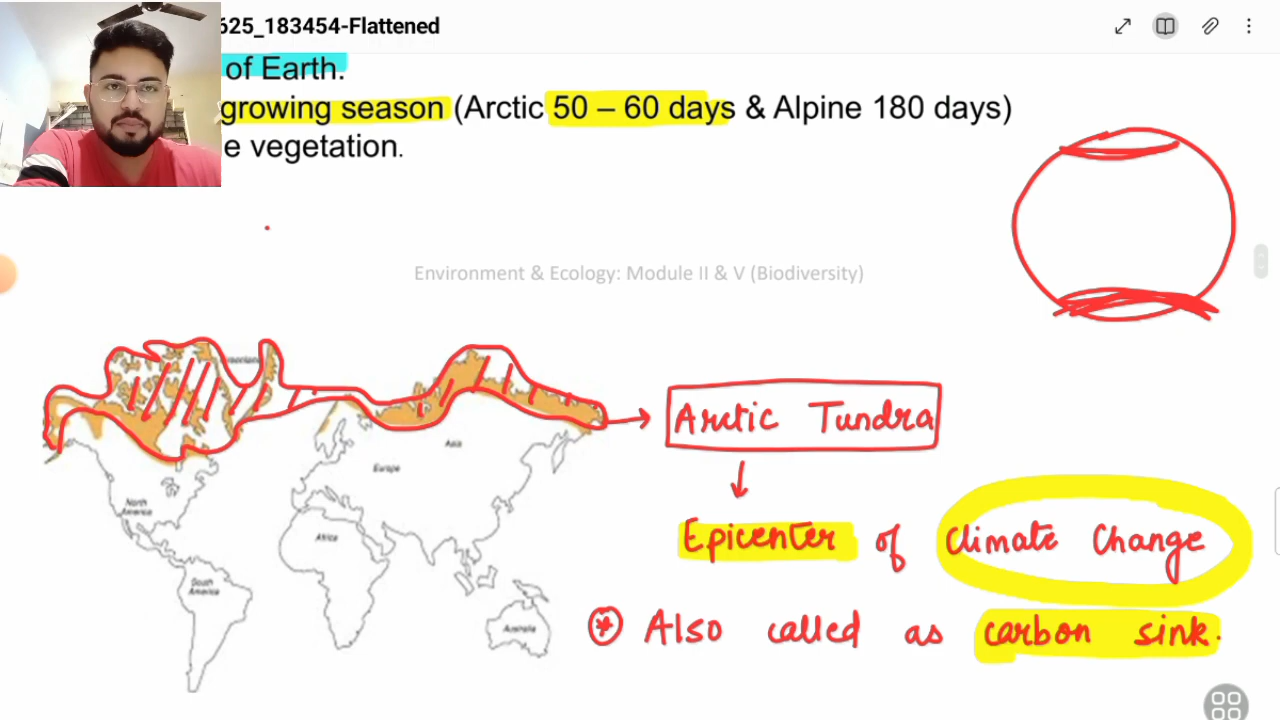 625_183454-Flattened
of Earth.
growing season (Arctic 50 – 60 days & Alpine 180 days)
e vegetation.
Environment & Ecology: Module II & V (Biodiversity)
Arctic Tundra
Asia
Europe
North
America
Epicenter of Climate Change
Africa
South
America
Australia
* Also called as carbon sink.